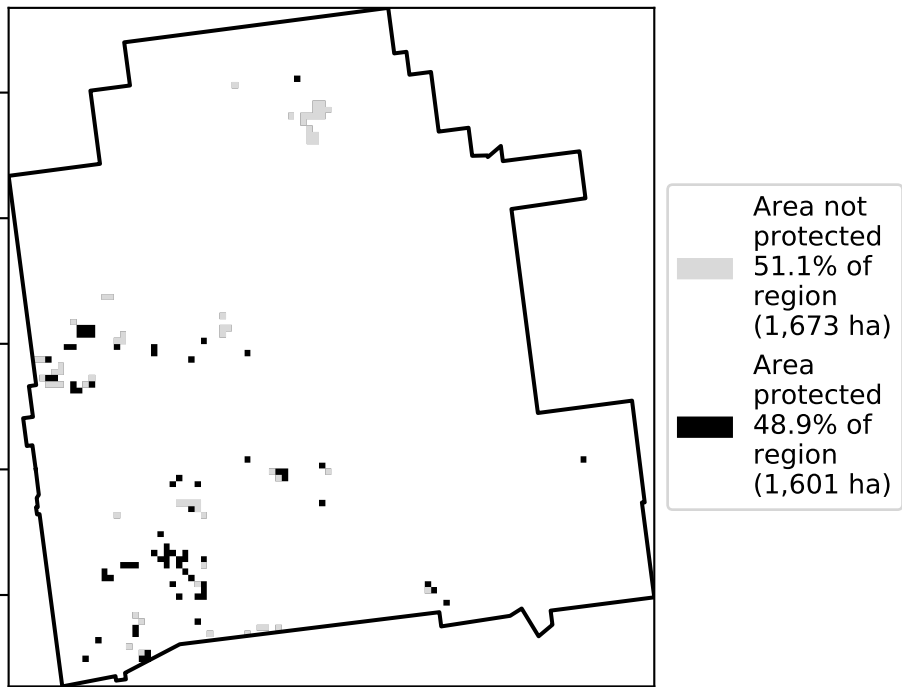 Area not
protected
51.1% of
region
(1,673 ha)
Area
protected
48.9% of
region
(1,601 ha)